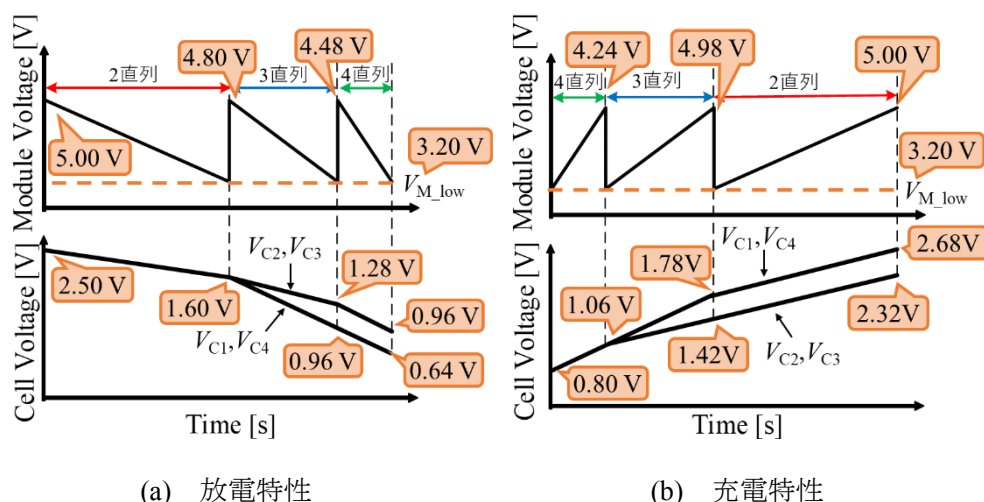 Module Voltage [V]
4.80 V
4.48 V
2直列
3直列
4直列
5.00 V
3.20 V
VM_low
Cell Voltage [V]
VC2,VC3
2.50 V
1.60 V
1.28 V
VC1,VC4
0.96 V
0.96 V
0.64 V
Time [s]
(a) 放電特性
Module Voltage [V]
4.24 V
4.98 V
5.00 V
4直列
3直列
2直列
3.20 V
VM_low
Cell Voltage [V]
VC1,VC4
2.68V
1.78V
1.06 V
2.32V
1.42V
VC2,VC3
0.80 V
Time [s]
(b) 充電特性